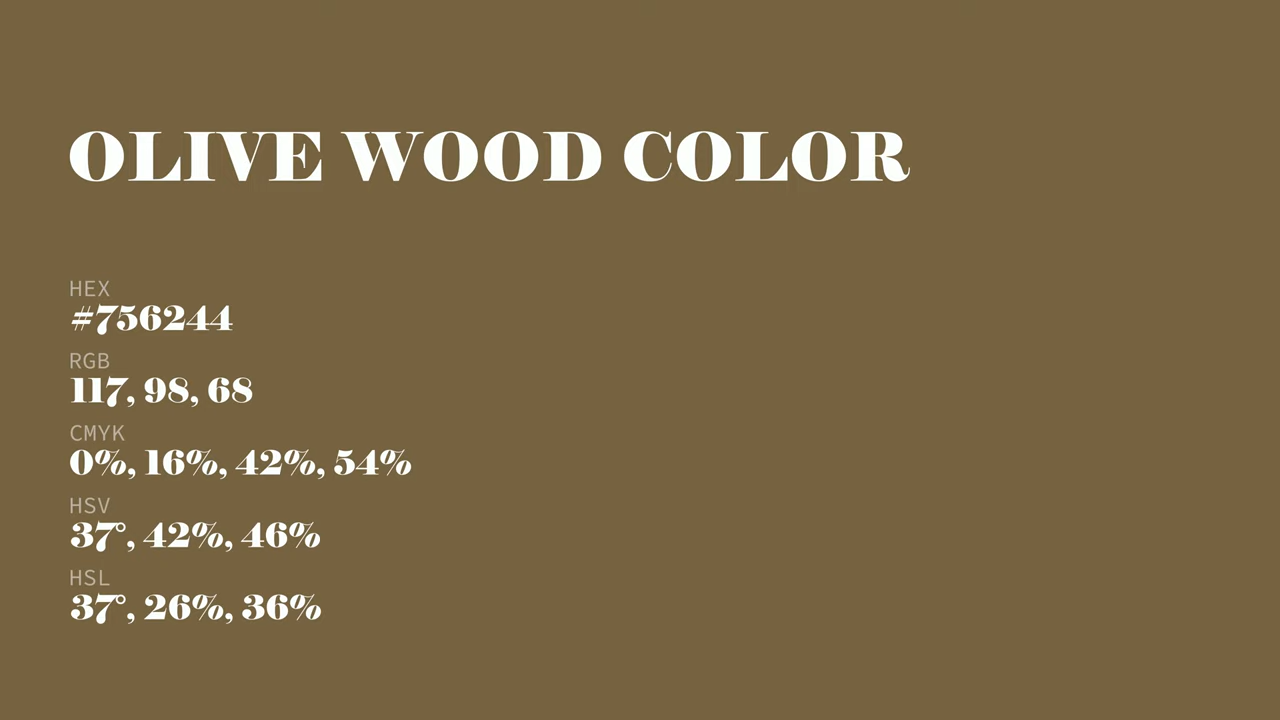 OLIVE WOOD COLOR
HEX
#756244
RGB
117, 98, 68
CMYK
0%, 16%, 42%, 54%
HSV
37°, 42%, 46%
HSL
37°, 26%, 36%